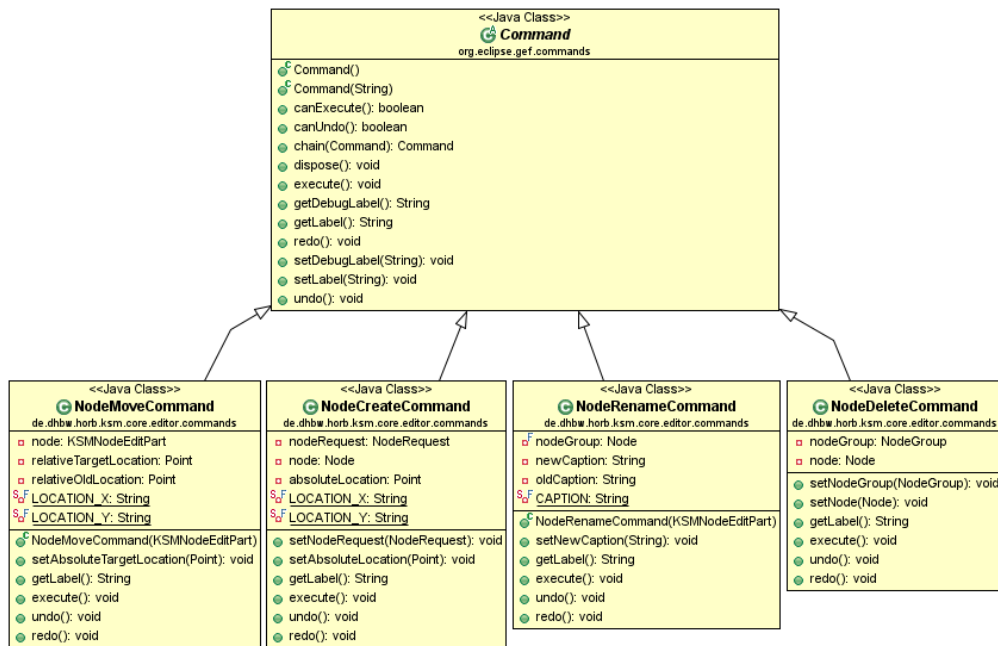 <<Java Class>>
Command
org.eclipse.gef.commands
Command()
Command(String)
canExecute(): boolean
canUndo(): boolean
chain(Command): Command
dispose(): void
execute(): void
getDebugLabel(): String
getLabel(): String
redo(): void
setDebugLabel(String): void
setLabel(String): void
undo(): void
<<Java Class>>
NodeMoveCommand
de.dhbw.horb.ksm.core.editor.commands
node: KSMNodeEditPart
relativeTargetLocation: Point
relativeOldLocation: Point
LOCATION_X: String
LOCATION_Y: String
NodeMoveCommand(KSMNodeEditPart)
setAbsoluteTargetLocation(Point): void
getLabel(): String
execute(): void
undo(): void
redo(): void
<<Java Class>>
NodeCreateCommand
de.dhbw.horb.ksm.core.editor.commands
nodeRequest: NodeRequest
node: Node
absoluteLocation: Point
LOCATION_X: String
LOCATION_Y: String
setNodeRequest(NodeRequest): void
setAbsoluteLocation(Point): void
getLabel(): String
execute(): void
undo(): void
redo(): void
<<Java Class>>
NodeRenameCommand
de.dhbw.horb.ksm.core.editor.commands
nodeGroup: Node
newCaption: String
oldCaption: String
CAPTION: String
NodeRenameCommand(KSMNodeEditPart)
setNewCaption(String): void
getLabel(): String
execute(): void
undo(): void
redo(): void
<<Java Class>>
NodeDeleteCommand
de.dhbw.horb.ksm.core.editor.commands
nodeGroup: NodeGroup
node: Node
setNodeGroup(NodeGroup): void
setNode(Node): void
getLabel(): String
execute(): void
undo(): void
redo(): void